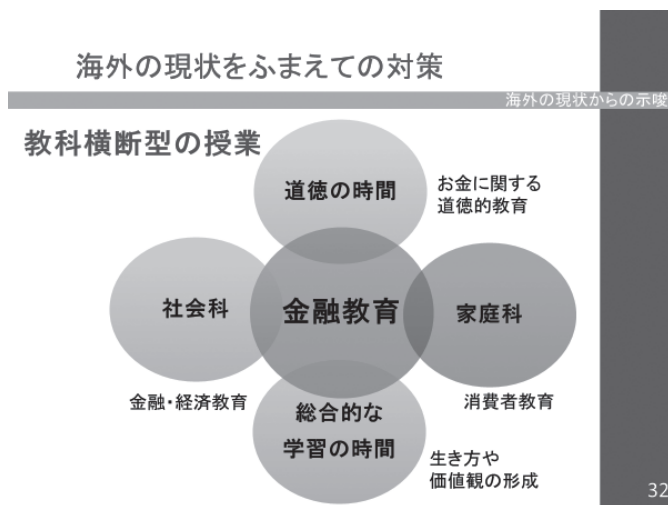 海外の現状をふまえての対策
海外の現状からの示唆
教科横断型の授業
道徳の時間
お金に関する
道徳的教育
社会科
金融教育
家庭科
金融・経済教育
消費者教育
総合的な
学習の時間
生き方や
価値観の形成
32